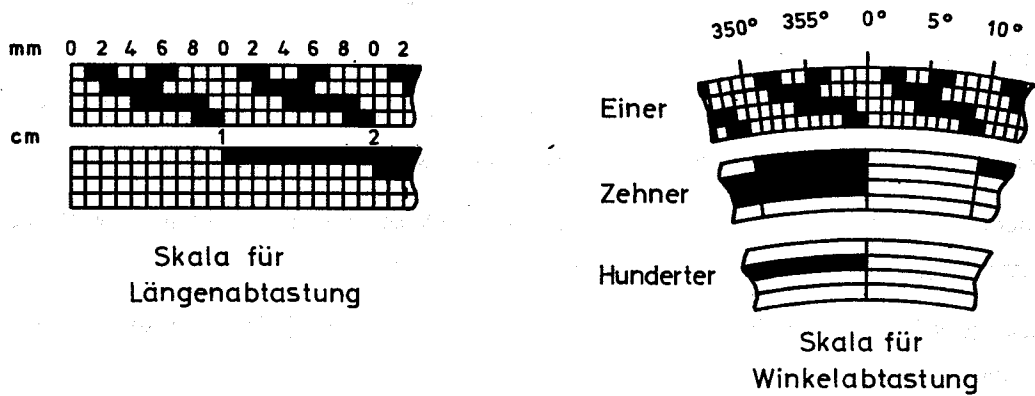 mm 0 2 4 6 8 0 2 4 6 8 0 2
cm 1 2
Skala für
Längenabtastung
350° 355° 0° 5° 10°
Einer
Zehner
Hunderter
Skala für
Winkelabtastung